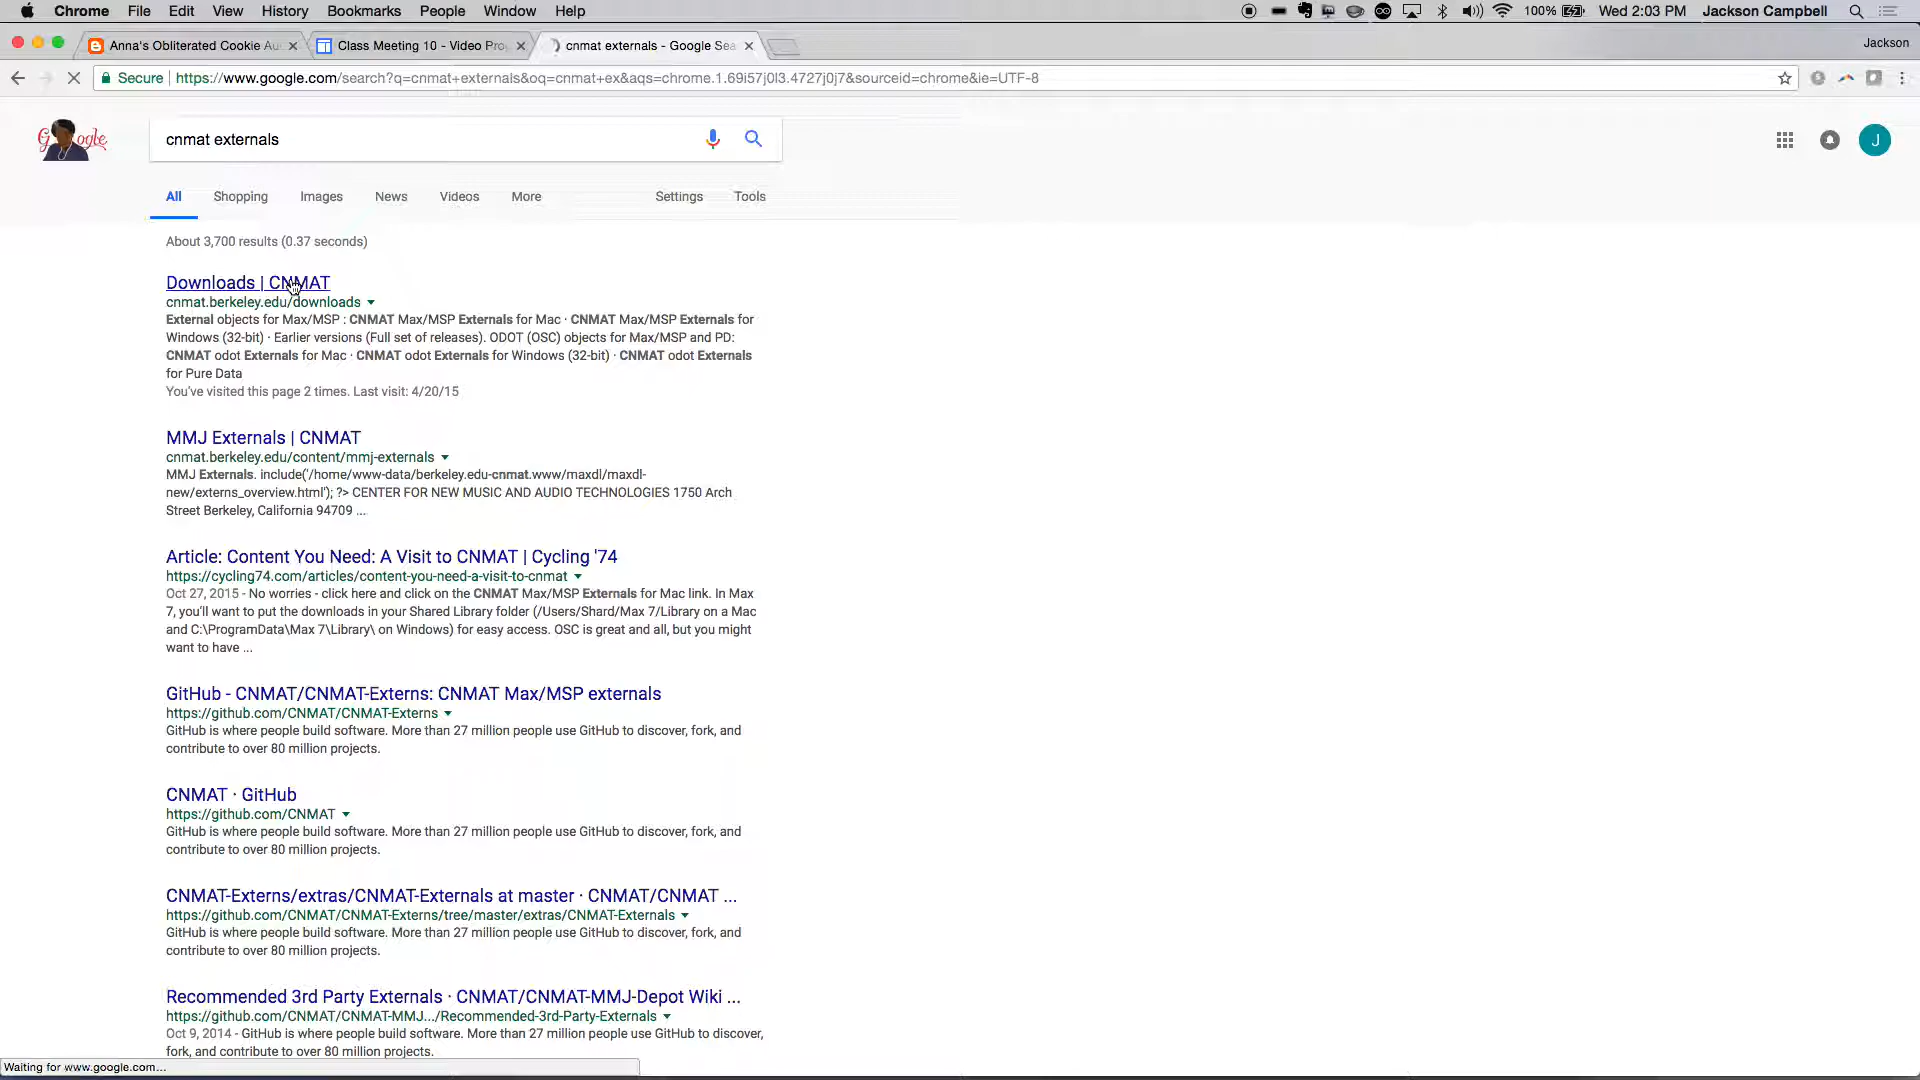 Chrome File Edit View History Bookmarks People Window Help 100% Wed 2:03 PM Jackson Campbell
Anna's Obliterated Cookie Au Class Meeting 10 - Video Pro cnmat externals - Google Sea Jackson
Secure https://www.google.com/search?q=cnmat+externals&oq=cnmat+ex&aqs=chrome.1.69i57j0l3.4727j0j7&sourceid=chrome&ie=UTF-8
cnmat externals J
All Shopping Images News Videos More Settings Tools
About 3,700 results (0.37 seconds)
Downloads | CNMAT
cnmat.berkeley.edu/downloads
External objects for Max/MSP : CNMAT Max/MSP Externals for Mac · CNMAT Max/MSP Externals for
Windows (32-bit) · Earlier versions (Full set of releases). ODOT (OSC) objects for Max/MSP and PD:
CNMAT odot Externals for Mac · CNMAT odot Externals for Windows (32-bit) · CNMAT odot Externals
for Pure Data
You've visited this page 2 times. Last visit: 4/20/15
MMJ Externals | CNMAT
cnmat.berkeley.edu/content/mmj-externals
MMJ Externals. include('/home/www-data/berkeley.edu-cnmat.www/maxdl/maxdl-
new/externs_overview.html'); ?> CENTER FOR NEW MUSIC AND AUDIO TECHNOLOGIES 1750 Arch
Street Berkeley, California 94709 ...
Article: Content You Need: A Visit to CNMAT | Cycling '74
https://cycling74.com/articles/content-you-need-a-visit-to-cnmat
Oct 27, 2015 - No worries - click here and click on the CNMAT Max/MSP Externals for Mac link. In Max
7, you'll want to put the downloads in your Shared Library folder (/Users/Shard/Max 7/Library on a Mac
and C:\ProgramData\Max 7\Library\ on Windows) for easy access. OSC is great and all, but you might
want to have ...
GitHub - CNMAT/CNMAT-Externs: CNMAT Max/MSP externals
https://github.com/CNMAT/CNMAT-Externs
GitHub is where people build software. More than 27 million people use GitHub to discover, fork, and
contribute to over 80 million projects.
CNMAT · GitHub
https://github.com/CNMAT
GitHub is where people build software. More than 27 million people use GitHub to discover, fork, and
contribute to over 80 million projects.
CNMAT-Externs/extras/CNMAT-Externals at master · CNMAT/CNMAT ...
https://github.com/CNMAT/CNMAT-Externs/tree/master/extras/CNMAT-Externals
GitHub is where people build software. More than 27 million people use GitHub to discover, fork, and
contribute to over 80 million projects.
Recommended 3rd Party Externals · CNMAT/CNMAT-MMJ-Depot Wiki ...
https://github.com/CNMAT/CNMAT-MMJ.../Recommended-3rd-Party-Externals
Oct 9, 2014 - GitHub is where people build software. More than 27 million people use GitHub to discover,
fork, and contribute to over 80 million projects.
Waiting for www.google.com...